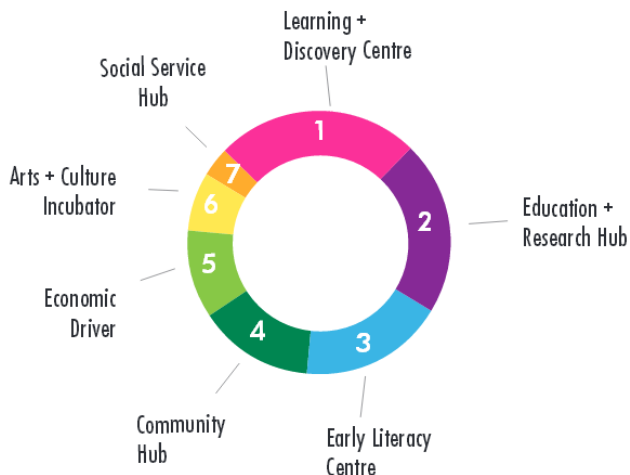 Learning +
Discovery Centre
1
Education +
Research Hub
2
Early Literacy
Centre
3
Community
Hub
4
Economic
Driver
5
Arts + Culture
Incubator
6
Social Service
Hub
7